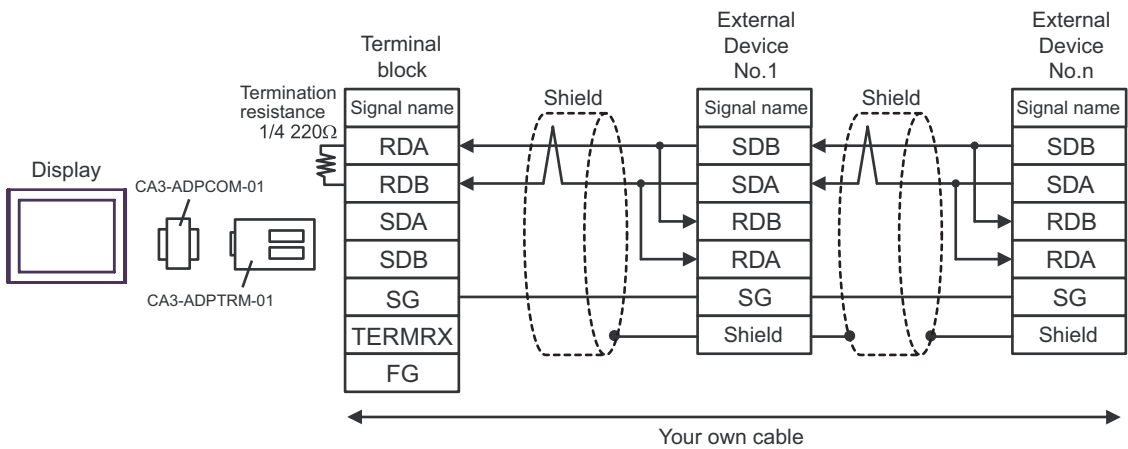 Display
CA3-ADPCOM-01
CA3-ADPTRM-01
Termination
resistance
1/4 220Ω
Terminal
block
Signal name
RDA
RDB
SDA
SDB
SG
TERMRX
FG
Shield
External
Device
No.1
Signal name
SDB
SDA
RDB
RDA
SG
Shield
Shield
External
Device
No.n
Signal name
SDB
SDA
RDB
RDA
SG
Shield
Your own cable